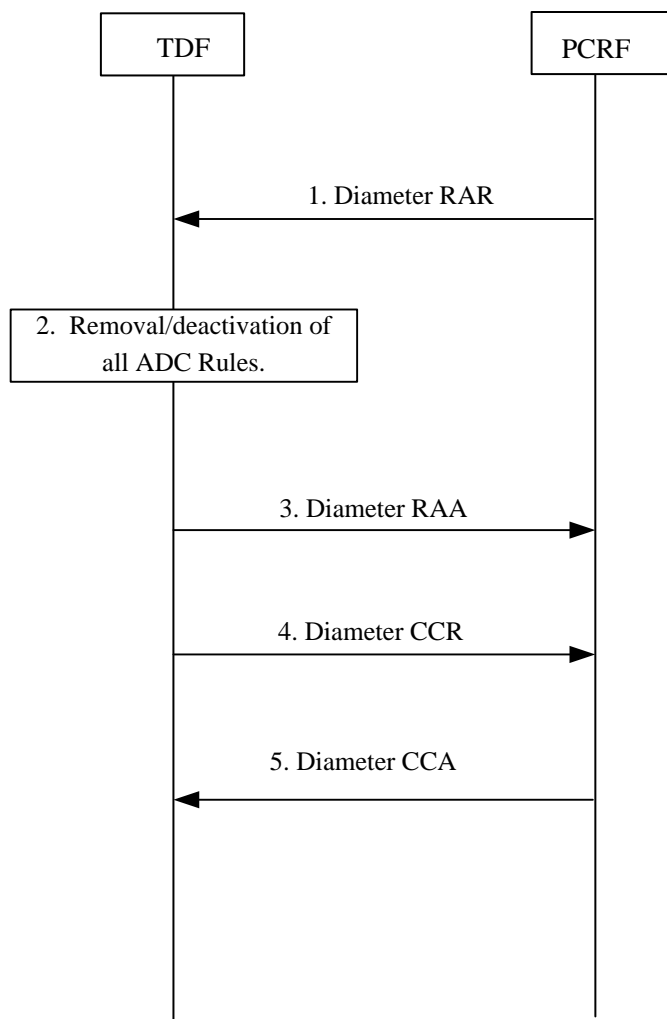 TDF
PCRF
1. Diameter RAR
2. Removal/deactivation of
all ADC Rules.
3. Diameter RAA
4. Diameter CCR
5. Diameter CCA